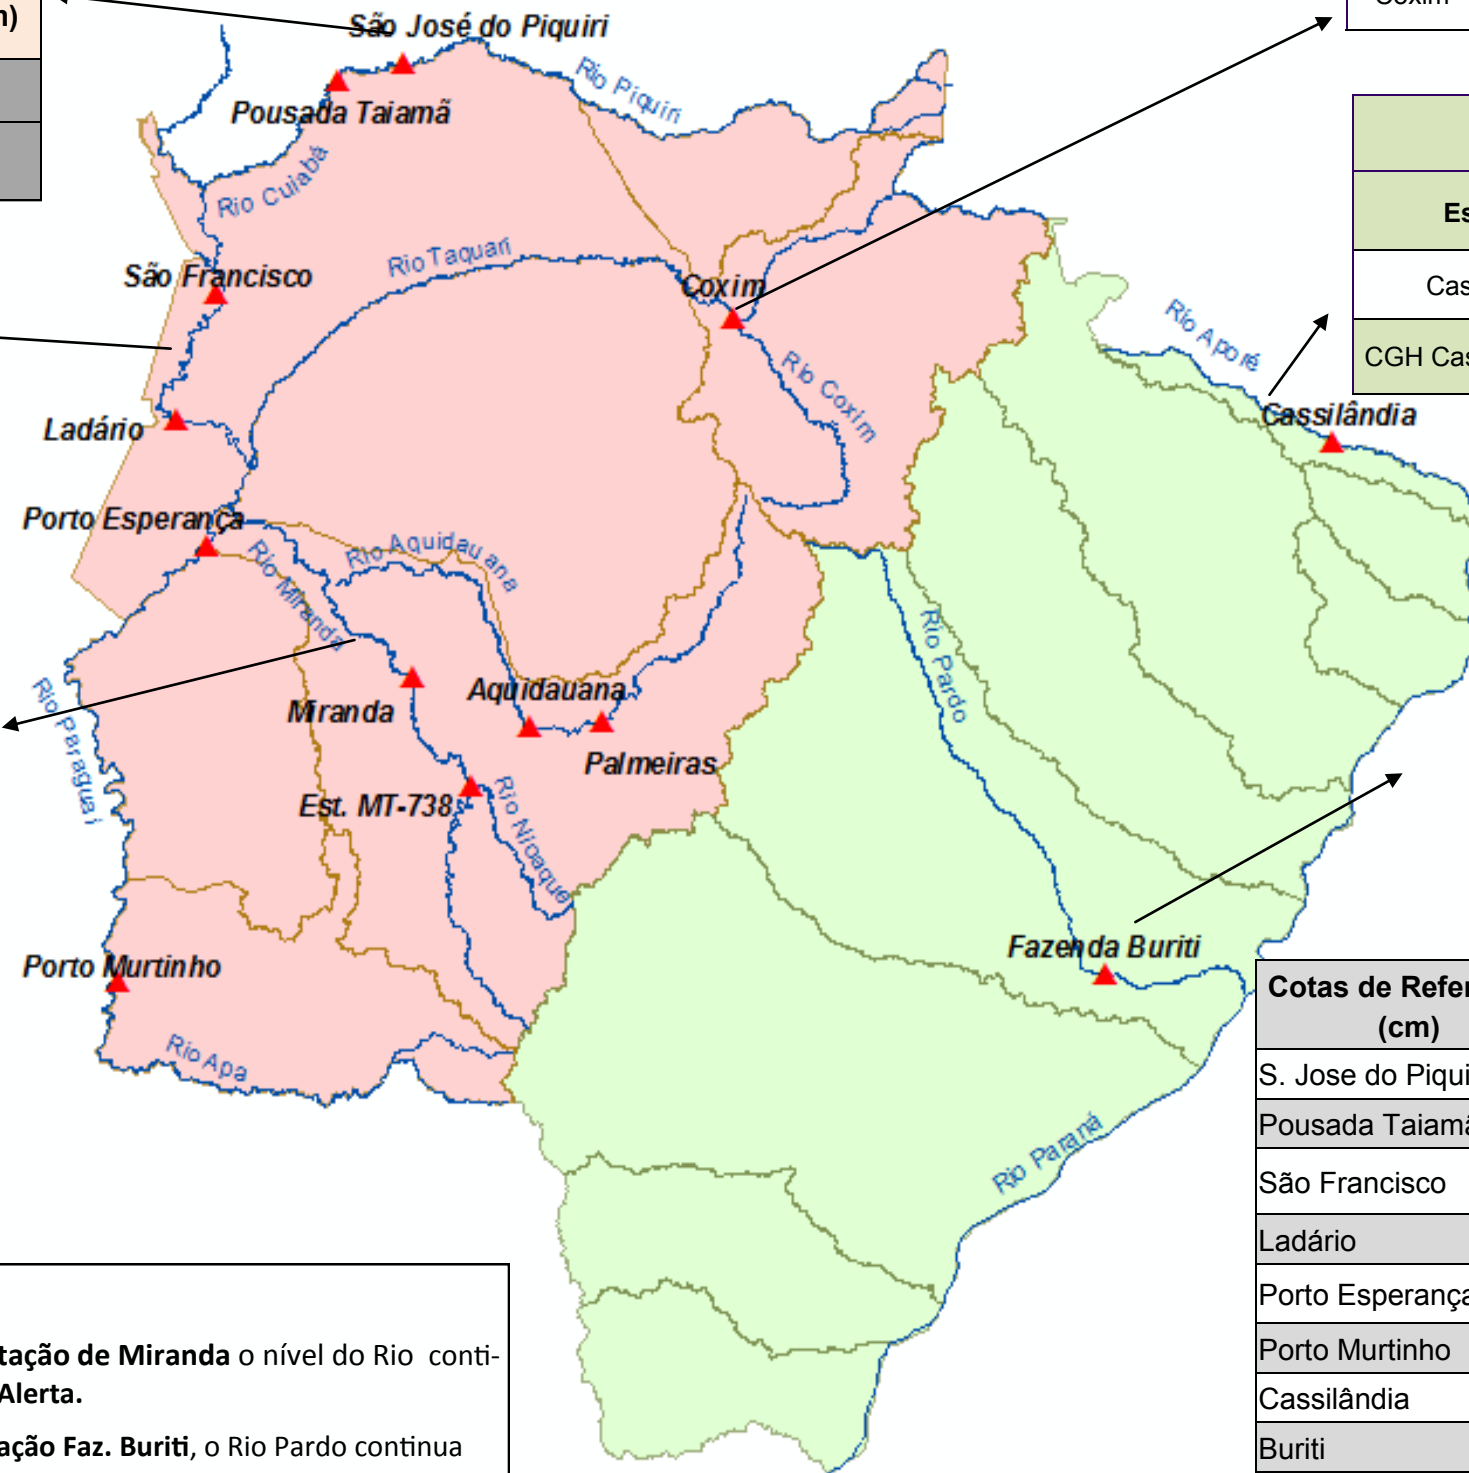 São José do Piquiri
Pousada Taiamã
Rio Piquiri
Rio Cuiabá
São Francisco
Rio Taquari
Coxim
Rio Coxim
Ladário
Porto Esperança
Rio Miranda
Rio Aquidauana
Rio Aporé
Cassilândia
Cas
CGH Cas
Miranda
Aquidauana
Palmeiras
Est. MT-738
Rio Nioaque
Rio Paraguai
Rio Pardo
Porto Murtinho
Rio Apa
Fazenda Buriti
Rio Paraná
Cotas de Refer
(cm)
S. Jose do Piqui
Pousada Taiamã
São Francisco
Ladário
Porto Esperança
Porto Murtinho
Cassilândia
Buriti
tação de Miranda o nível do Rio conti-
Alerta.
ação Faz. Buriti, o Rio Pardo continua